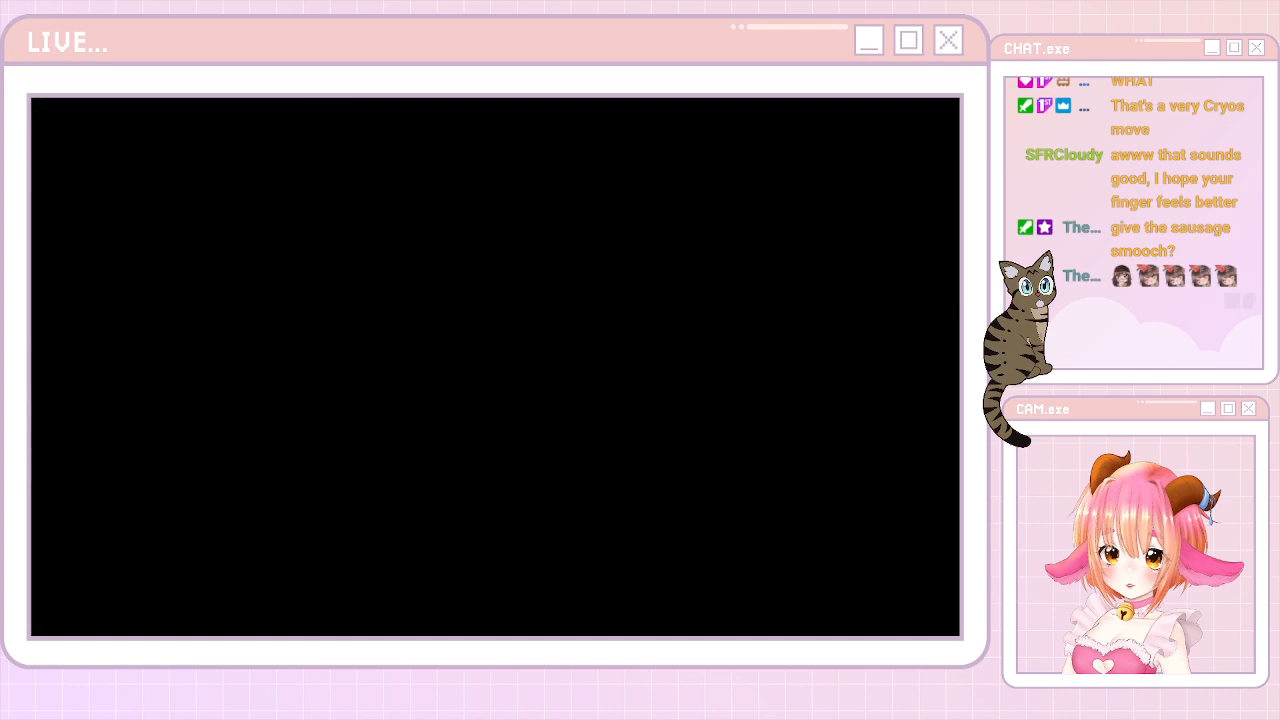 LIVE...
CHAT.exe
... WHAT
... That's a very Cryos
move
SFRCloudy awww that sounds
good, I hope your
finger feels better
The... give the sausage
smooch?
The...
CAM.exe